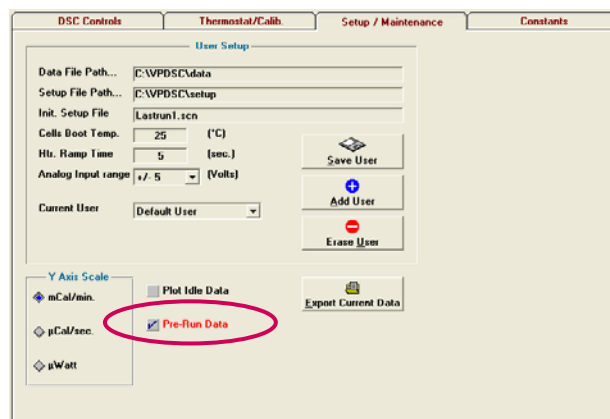 DSC Controls
Thermostat/Calib.
Setup / Maintenance
Constants
User Setup
Data File Path... C:\VPDSC\data
Setup File Path... C:\VPDSC\setup
Init. Setup File Lastrun1.scn
Cells Boot Temp. 25 (°C)
Htr. Ramp Time 5 (sec.)
Analog Input range +/- 5 (Volts)
Current User Default User
Save User
Add User
Erase User
Y Axis Scale
mCal/min.
µCal/sec.
µWatt
Plot Idle Data
Pre-Run Data
Export Current Data